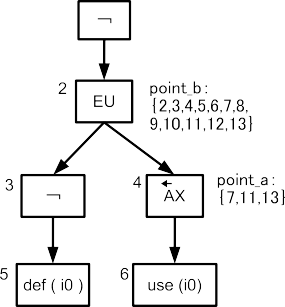 ¬
2
EU
point_b:
{2,3,4,5,6,7,8,
9,10,11,12,13}
3
¬
4
←
AX
point_a:
{7,11,13}
5
def ( i0 )
6
use (i0)